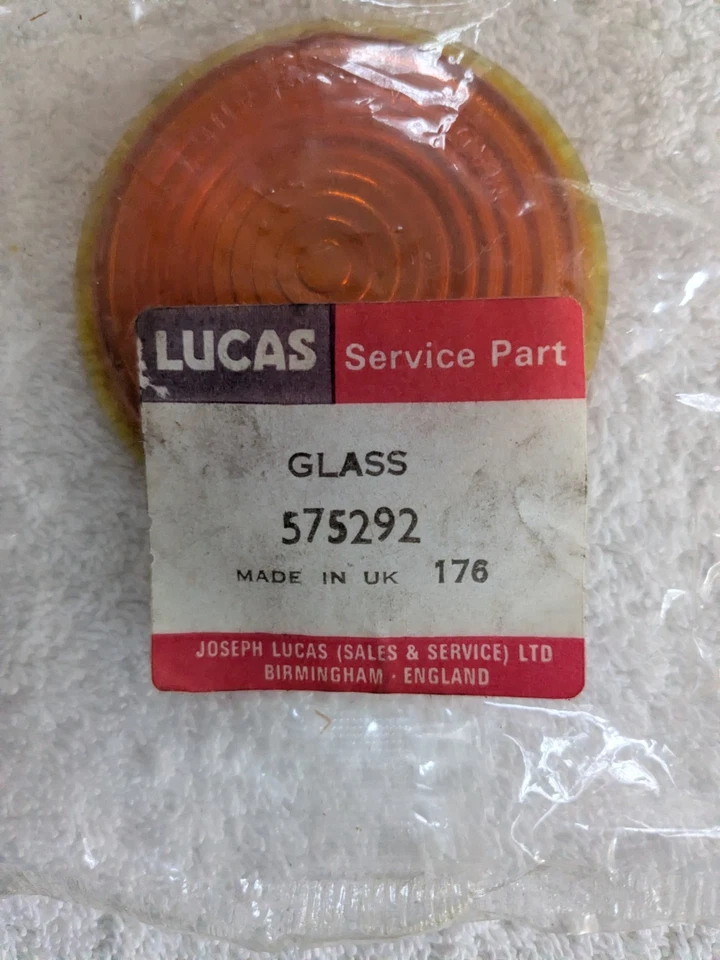 LUCAS Service Part
GLASS
575292
MADE IN UK 176
JOSEPH LUCAS (SALES & SERVICE) LTD
BIRMINGHAM · ENGLAND